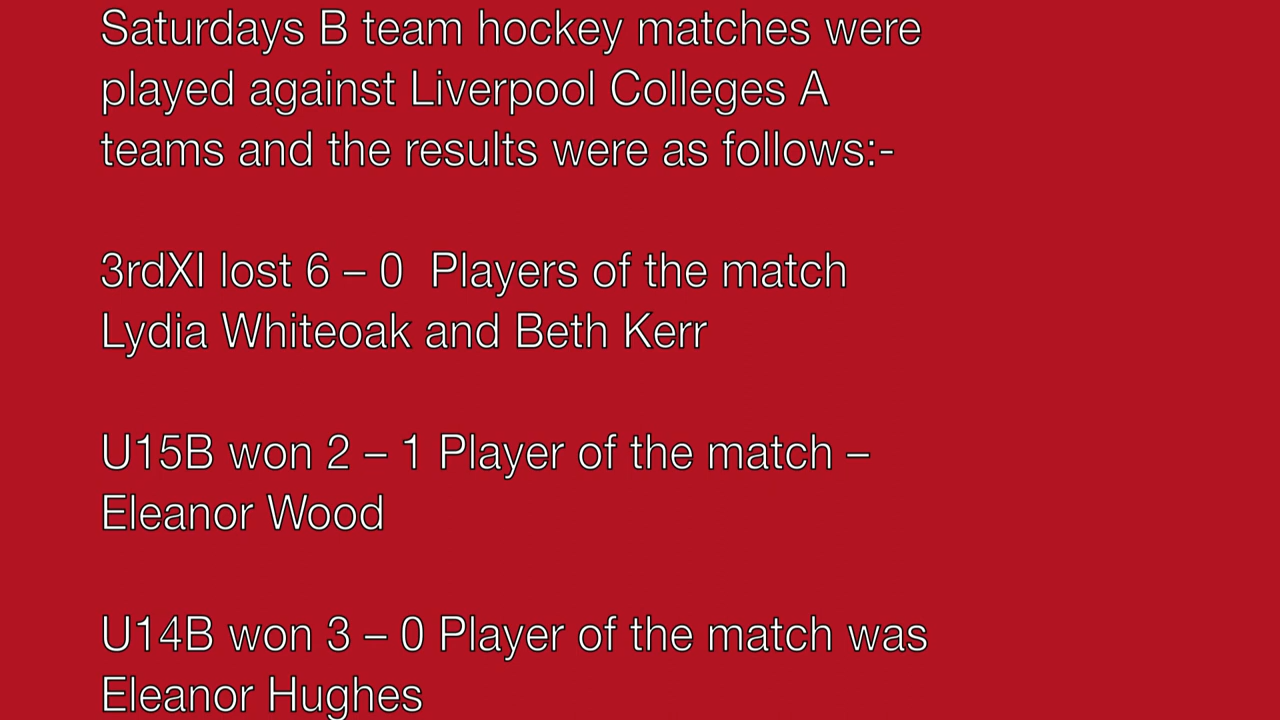 Saturdays B team hockey matches were
played against Liverpool Colleges A
teams and the results were as follows:-
3rdXI lost 6 – 0  Players of the match
Lydia Whiteoak and Beth Kerr
U15B won 2 – 1 Player of the match –
Eleanor Wood
U14B won 3 – 0 Player of the match was
Eleanor Hughes